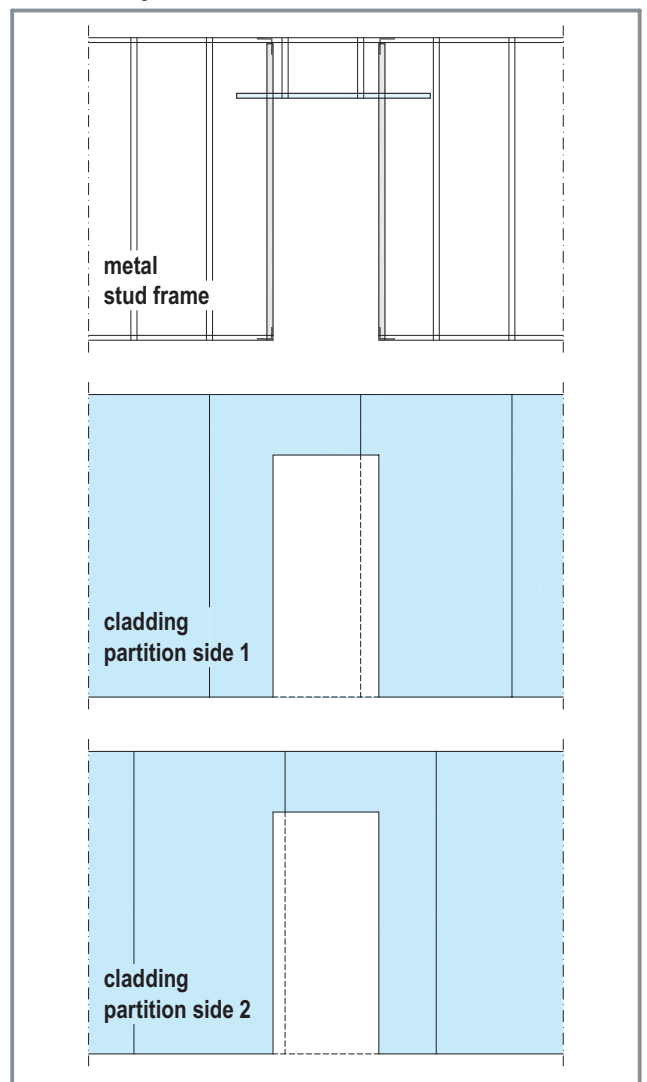 metal
stud frame
cladding
partition side 1
cladding
partition side 2